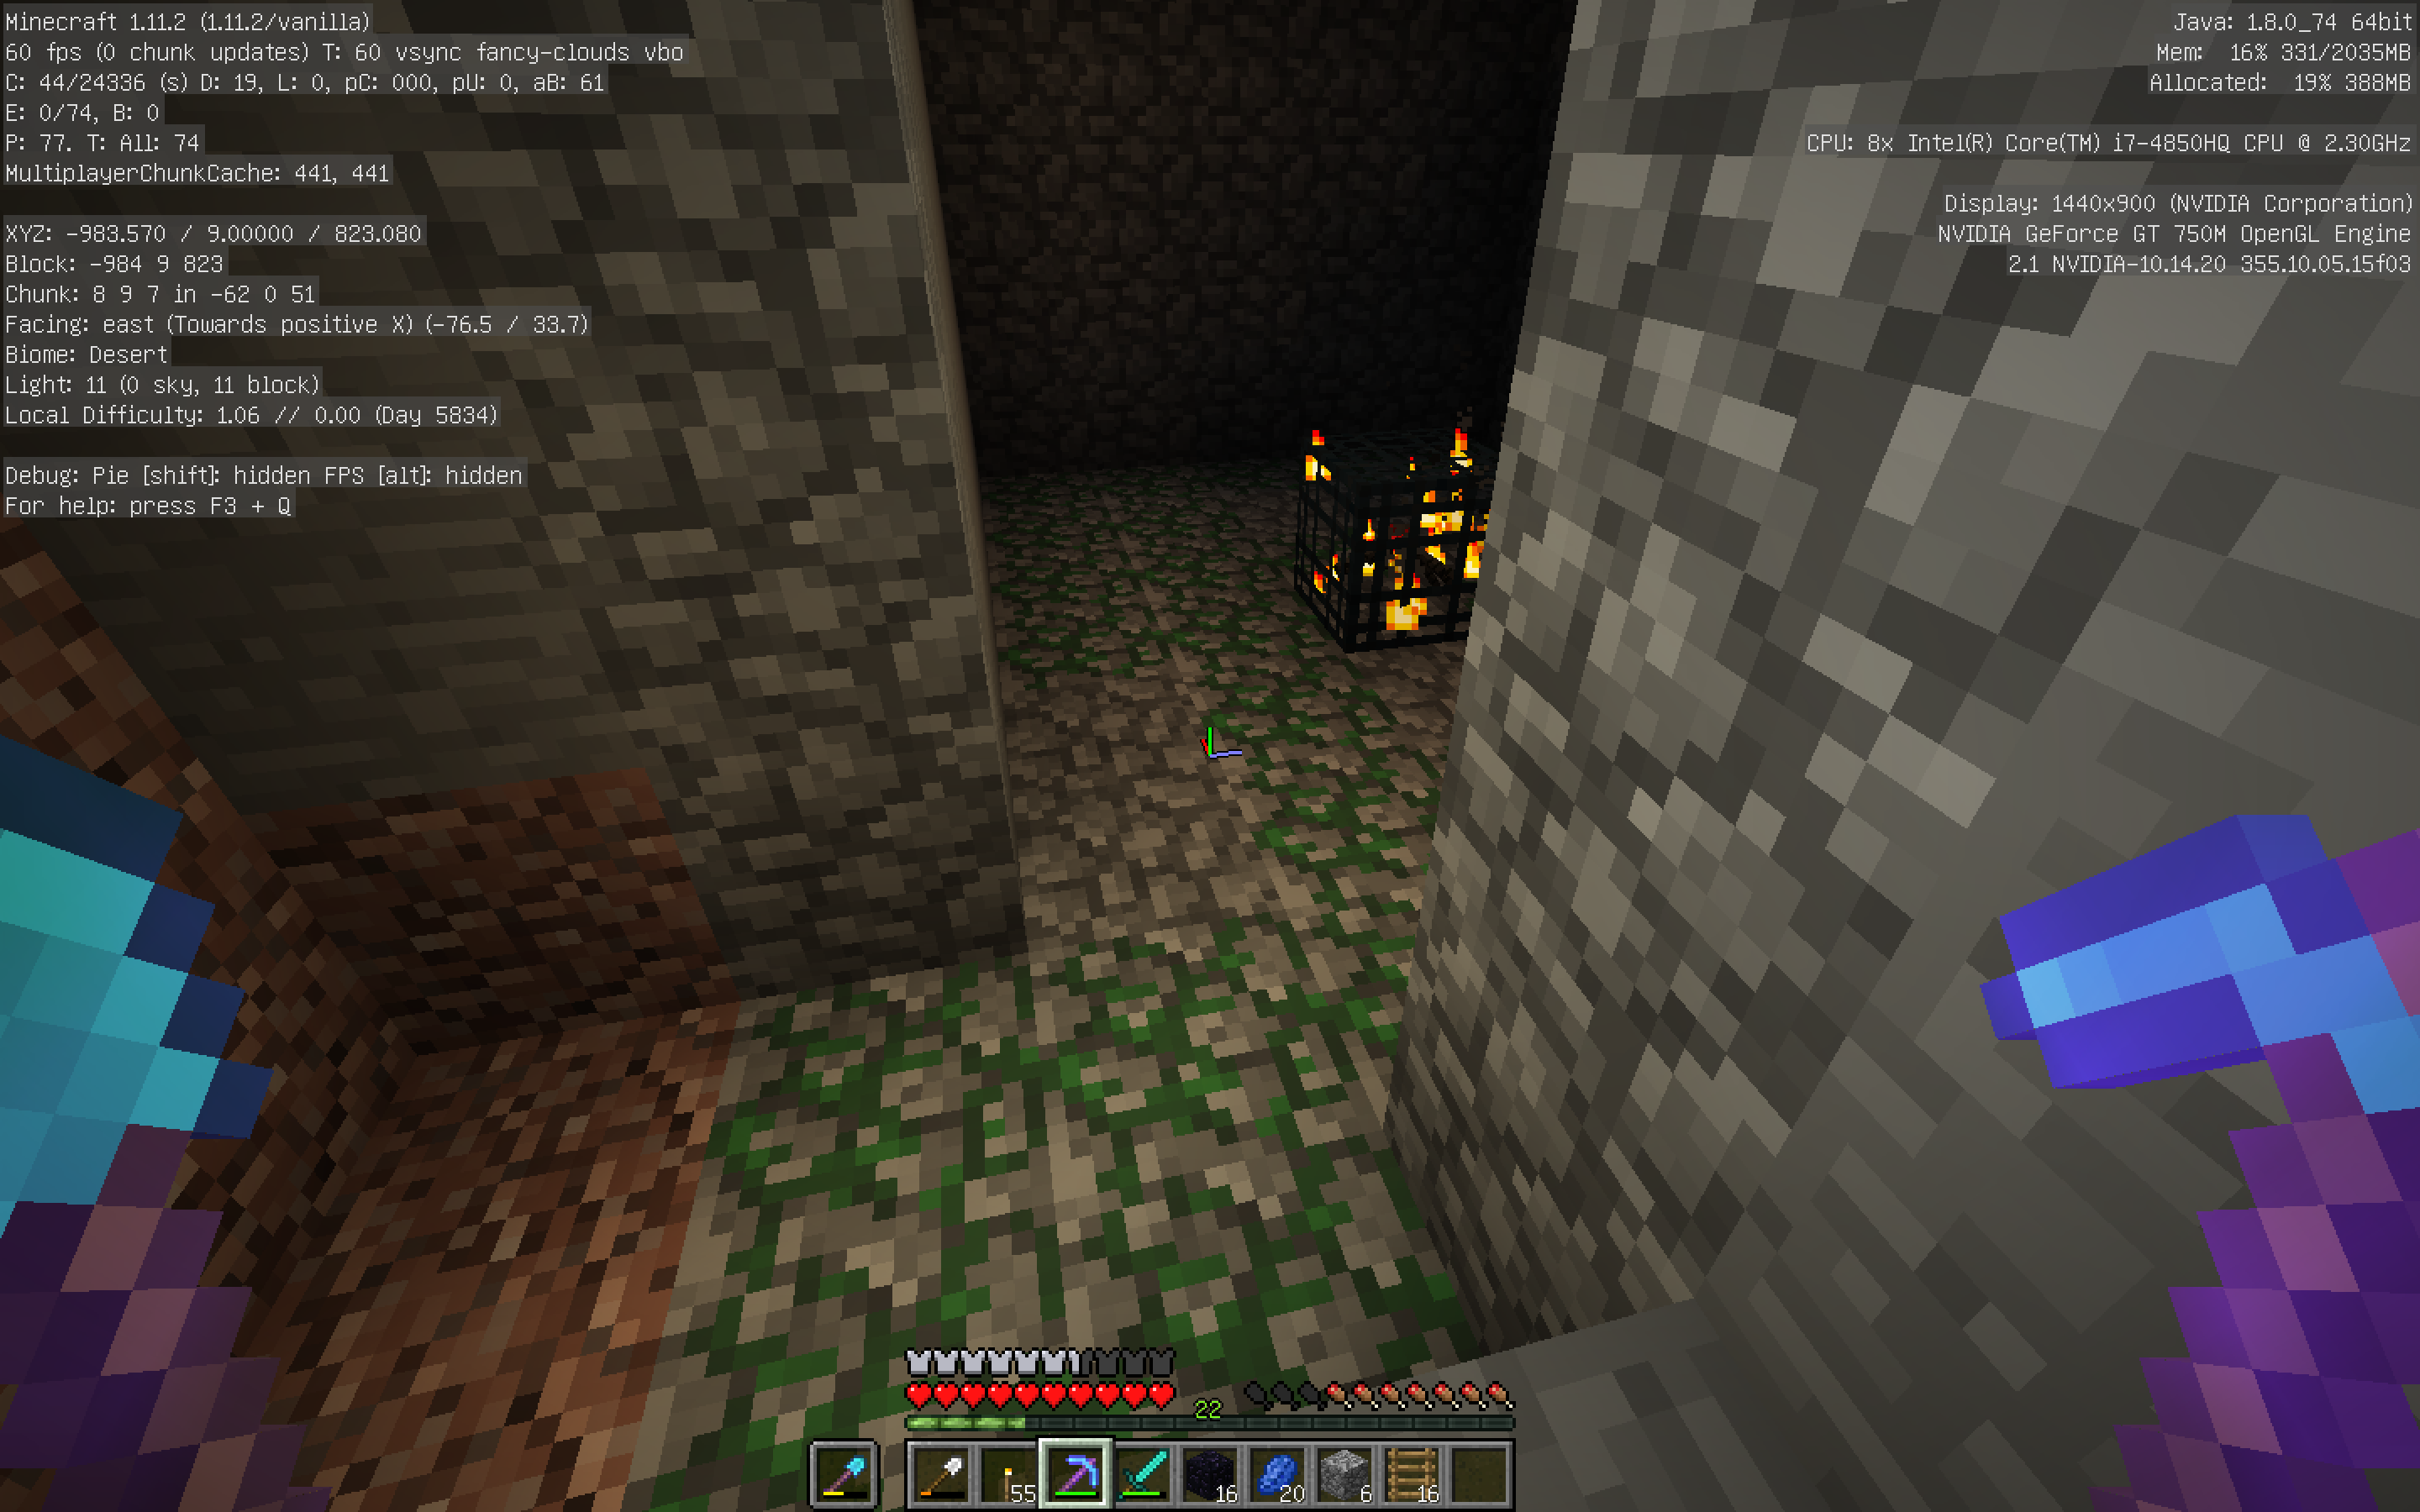 Minecraft 1.11.2 (1.11.2/vanilla)
60 fps (0 chunk updates) T: 60 vsync fancy-clouds vbo
C: 44/24336 (s) D: 19, L: 0, pC: 000, pU: 0, aB: 61
E: 0/74, B: 0
P: 77. T: All: 74
MultiplayerChunkCache: 441, 441
XYZ: -983.570 / 9.00000 / 823.080
Block: -984 9 823
Chunk: 8 9 7 in -62 0 51
Facing: east (Towards positive X) (-76.5 / 33.7)
Biome: Desert
Light: 11 (0 sky, 11 block)
Local Difficulty: 1.06 // 0.00 (Day 5834)
Debug: Pie [shift]: hidden FPS [alt]: hidden
For help: press F3 + Q
Java: 1.8.0_74 64bit
Mem: 16% 331/2035MB
Allocated: 19% 388MB
CPU: 8x Intel(R) Core(TM) i7-4850HQ CPU @ 2.30GHz
Display: 1440x900 (NVIDIA Corporation)
NVIDIA GeForce GT 750M OpenGL Engine
2.1 NVIDIA-10.14.20 355.10.05.15f03
22
55 16 20 6 16